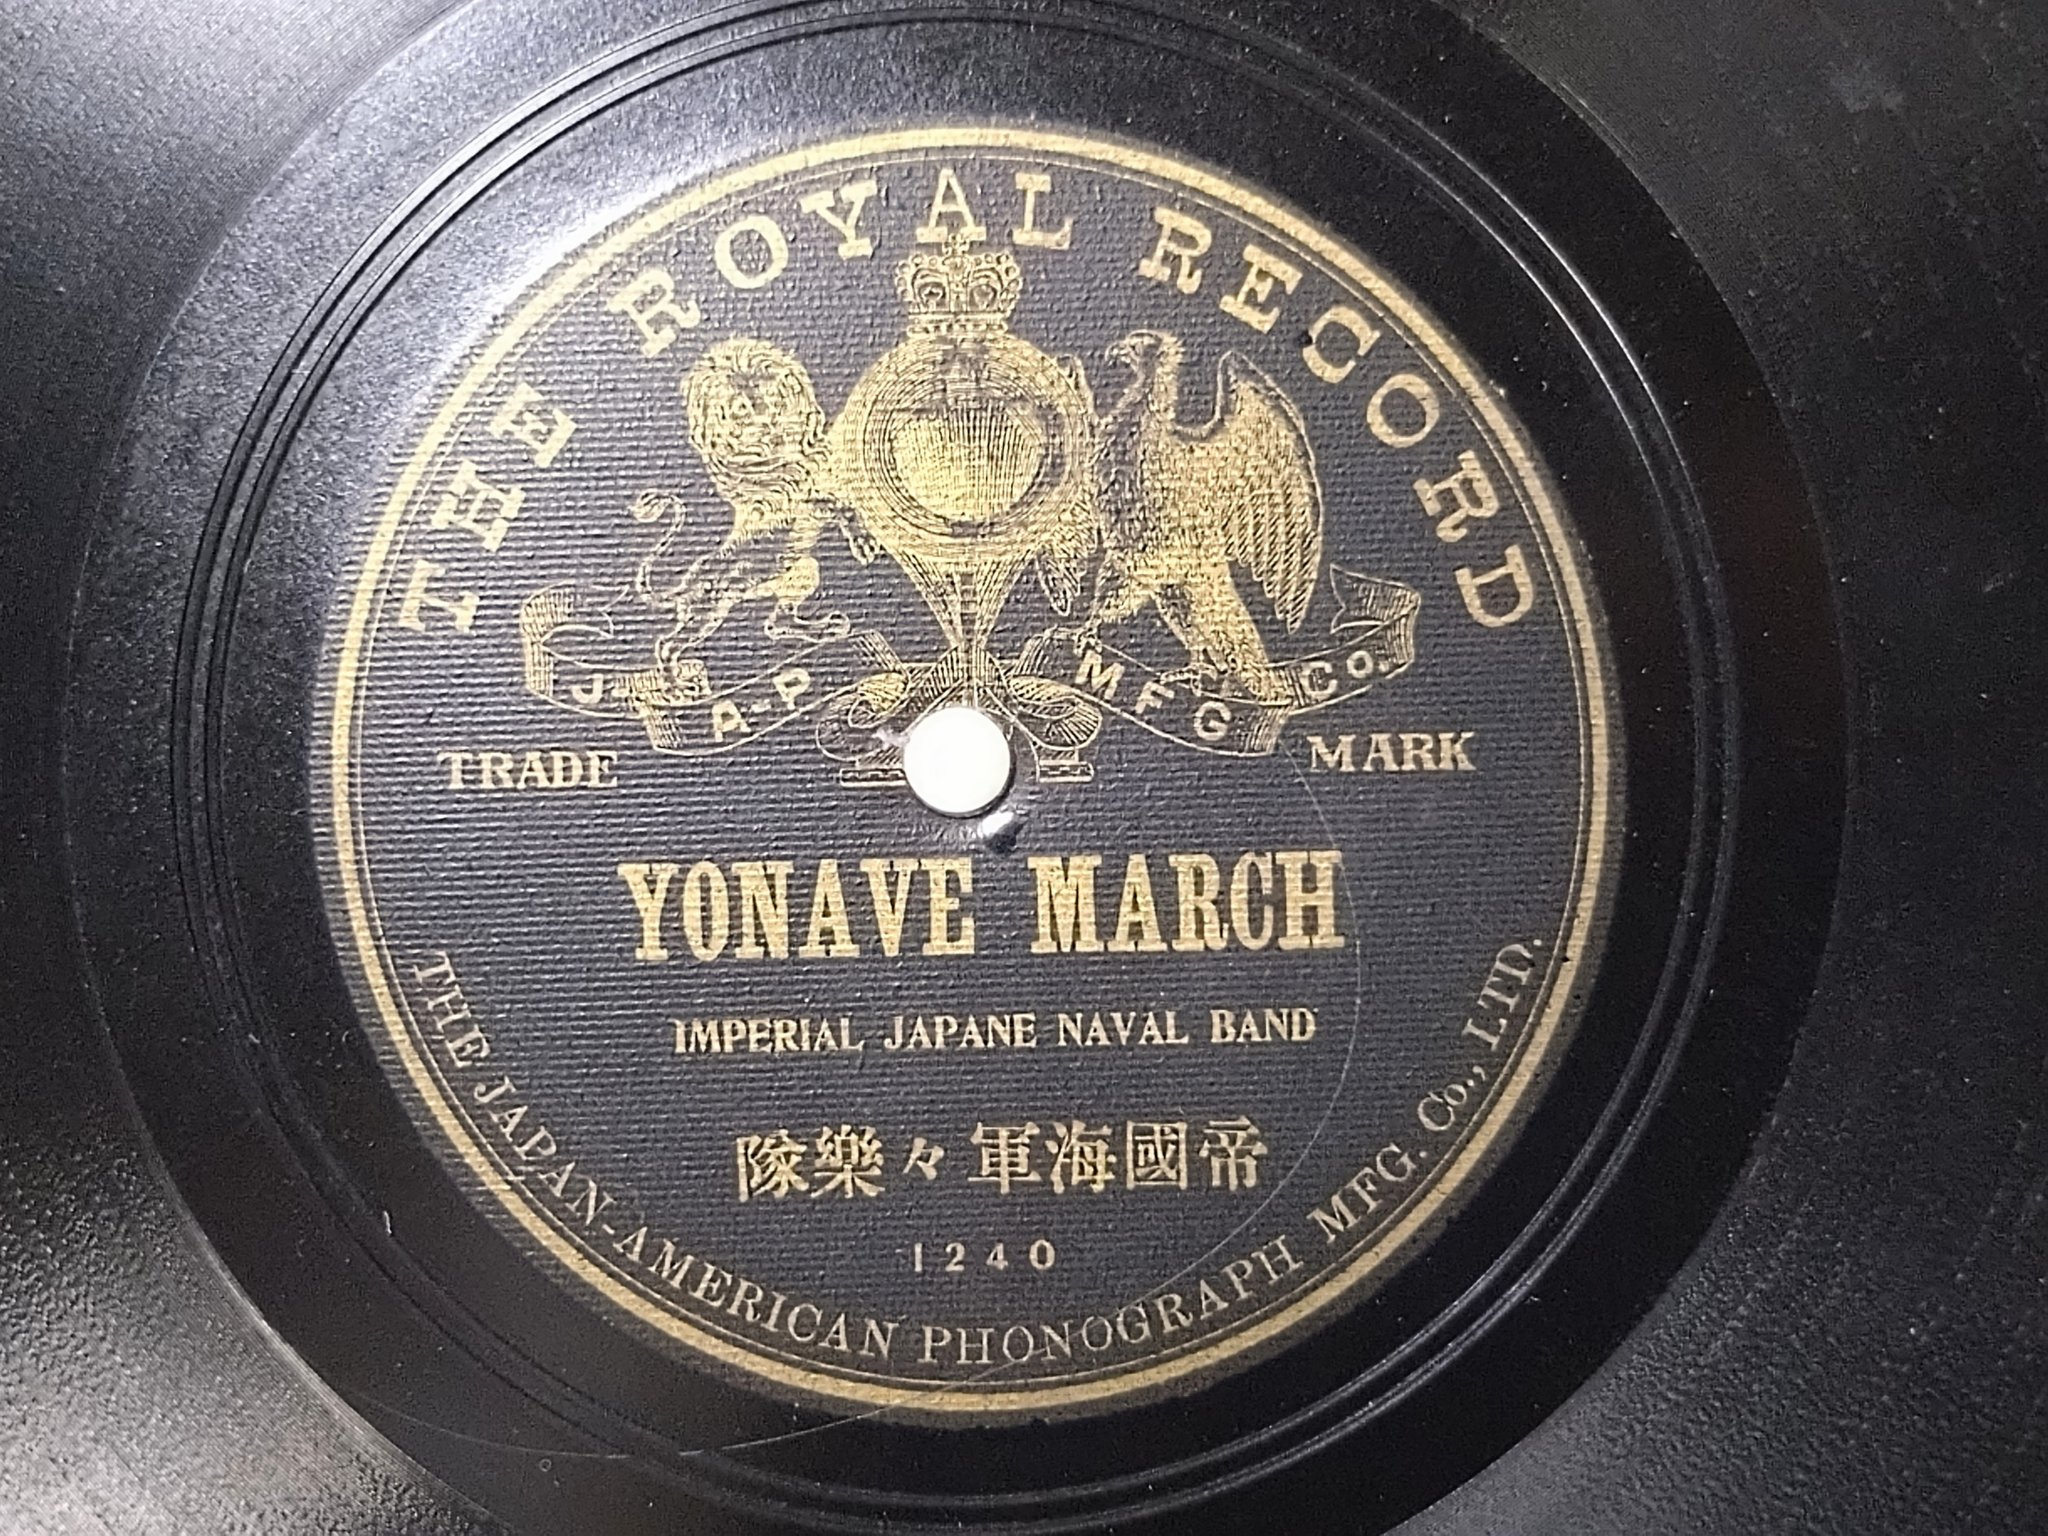 THE ROYAL RECORD
J-A-P MFG Co.
TRADE MARK
YONAVE MARCH
IMPERIAL JAPANE NAVAL BAND
隊樂々軍海國帝
1240
THE JAPAN-AMERICAN PHONOGRAPH MFG. Co., LTD.